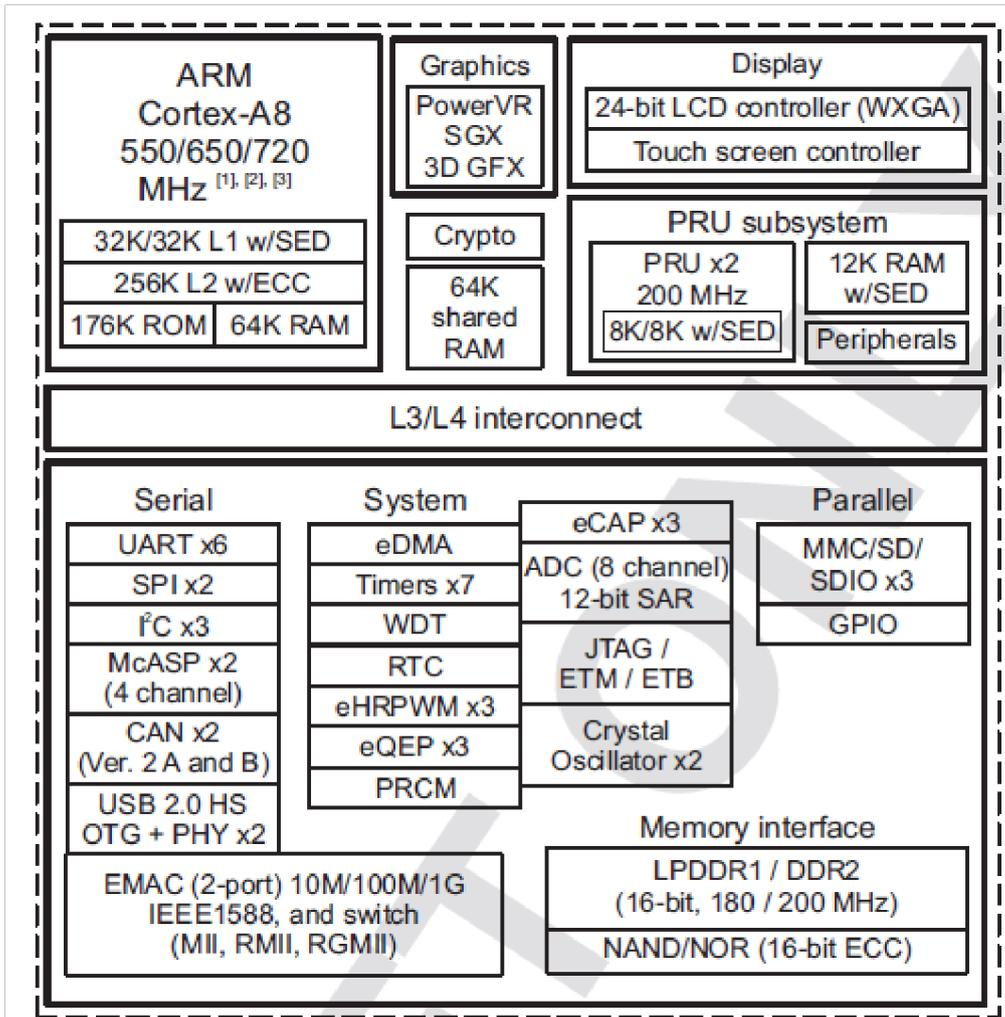 ARM
Cortex-A8
550/650/720
MHz [1], [2], [3]
32K/32K L1 w/SED
256K L2 w/ECC
176K ROM
64K RAM
Graphics
PowerVR
SGX
3D GFX
Crypto
64K
shared
RAM
Display
24-bit LCD controller (WXGA)
Touch screen controller
PRU subsystem
PRU x2
200 MHz
8K/8K w/SED
12K RAM
w/SED
Peripherals
L3/L4 interconnect
Serial
UART x6
SPI x2
I²C x3
McASP x2
(4 channel)
CAN x2
(Ver. 2 A and B)
USB 2.0 HS
OTG + PHY x2
EMAC (2-port) 10M/100M/1G
IEEE1588, and switch
(MII, RMII, RGMII)
System
eDMA
Timers x7
WDT
RTC
eHRPWM x3
eQEP x3
PRCM
eCAP x3
ADC (8 channel)
12-bit SAR
JTAG /
ETM / ETB
Crystal
Oscillator x2
Parallel
MMC/SD/
SDIO x3
GPIO
Memory interface
LPDDR1 / DDR2
(16-bit, 180 / 200 MHz)
NAND/NOR (16-bit ECC)
T ONLY